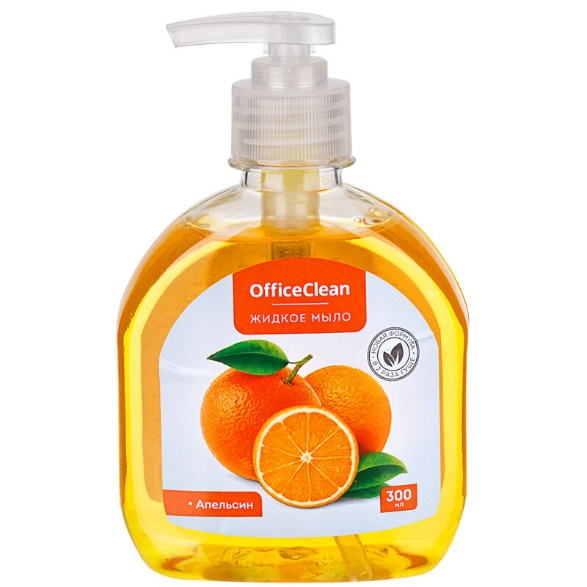 OfficeClean
ЖИДКОЕ МЫЛО
НОВАЯ ФОРМУЛА
В 2 РАЗА ГУЩЕ
• Апельсин
300
мл